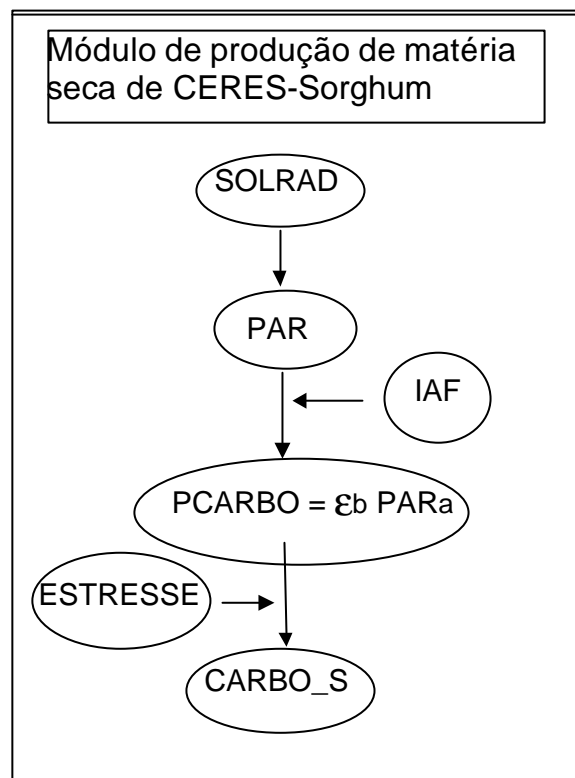 Módulo de produção de matéria
seca de CERES-Sorghum
SOLRAD
PAR
IAF
PCARBO = εb PARa
ESTRESSE
CARBO_S